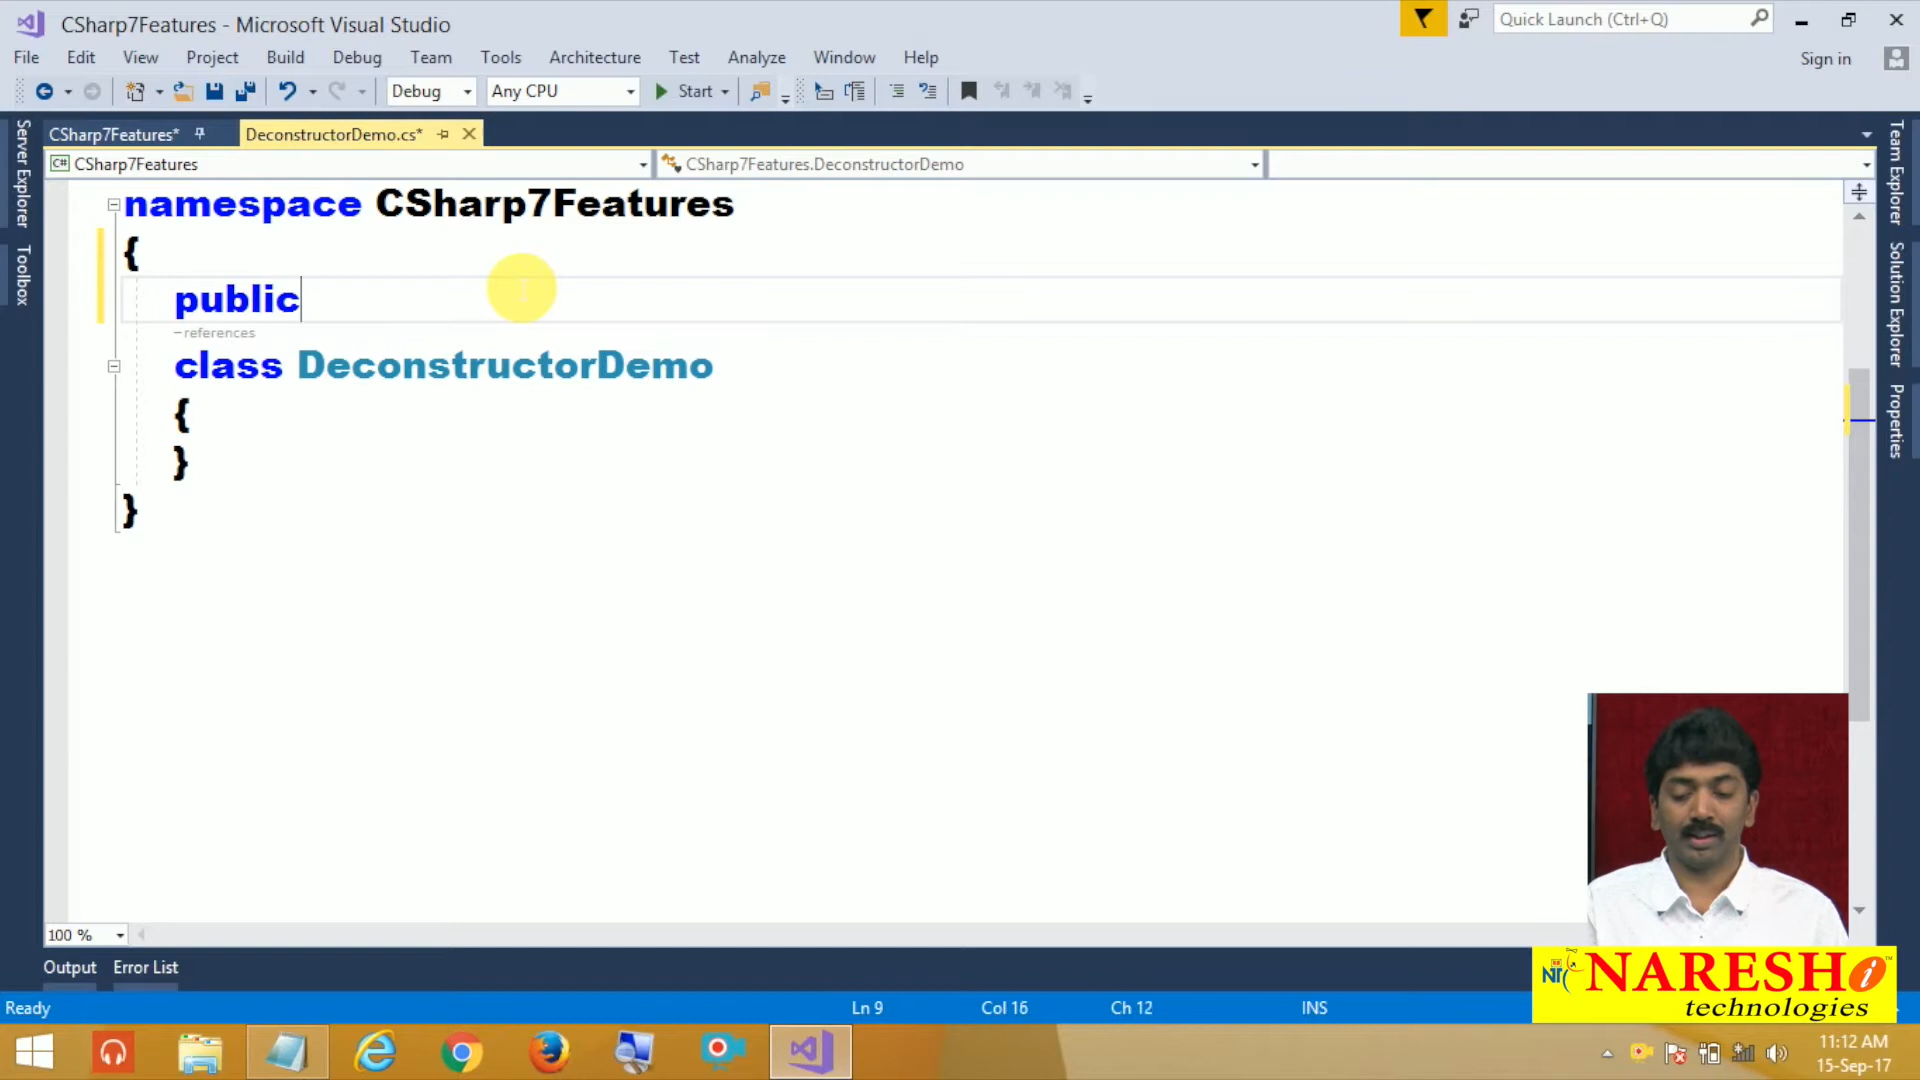 CSharp7Features - Microsoft Visual Studio
Quick Launch (Ctrl+Q)
File Edit View Project Build Debug Team Tools Architecture Test Analyze Window Help
Sign in
Debug Any CPU Start
CSharp7Features* DeconstructorDemo.cs*
C# CSharp7Features CSharp7Features.DeconstructorDemo
Server Explorer
Toolbox
Team Explorer
Solution Explorer
Properties
namespace CSharp7Features
{
public
– references
class DeconstructorDemo
{
}
}
100 %
Output Error List
Ready Ln 9 Col 16 Ch 12 INS
NARESH i
technologies
11:12 AM
15-Sep-17